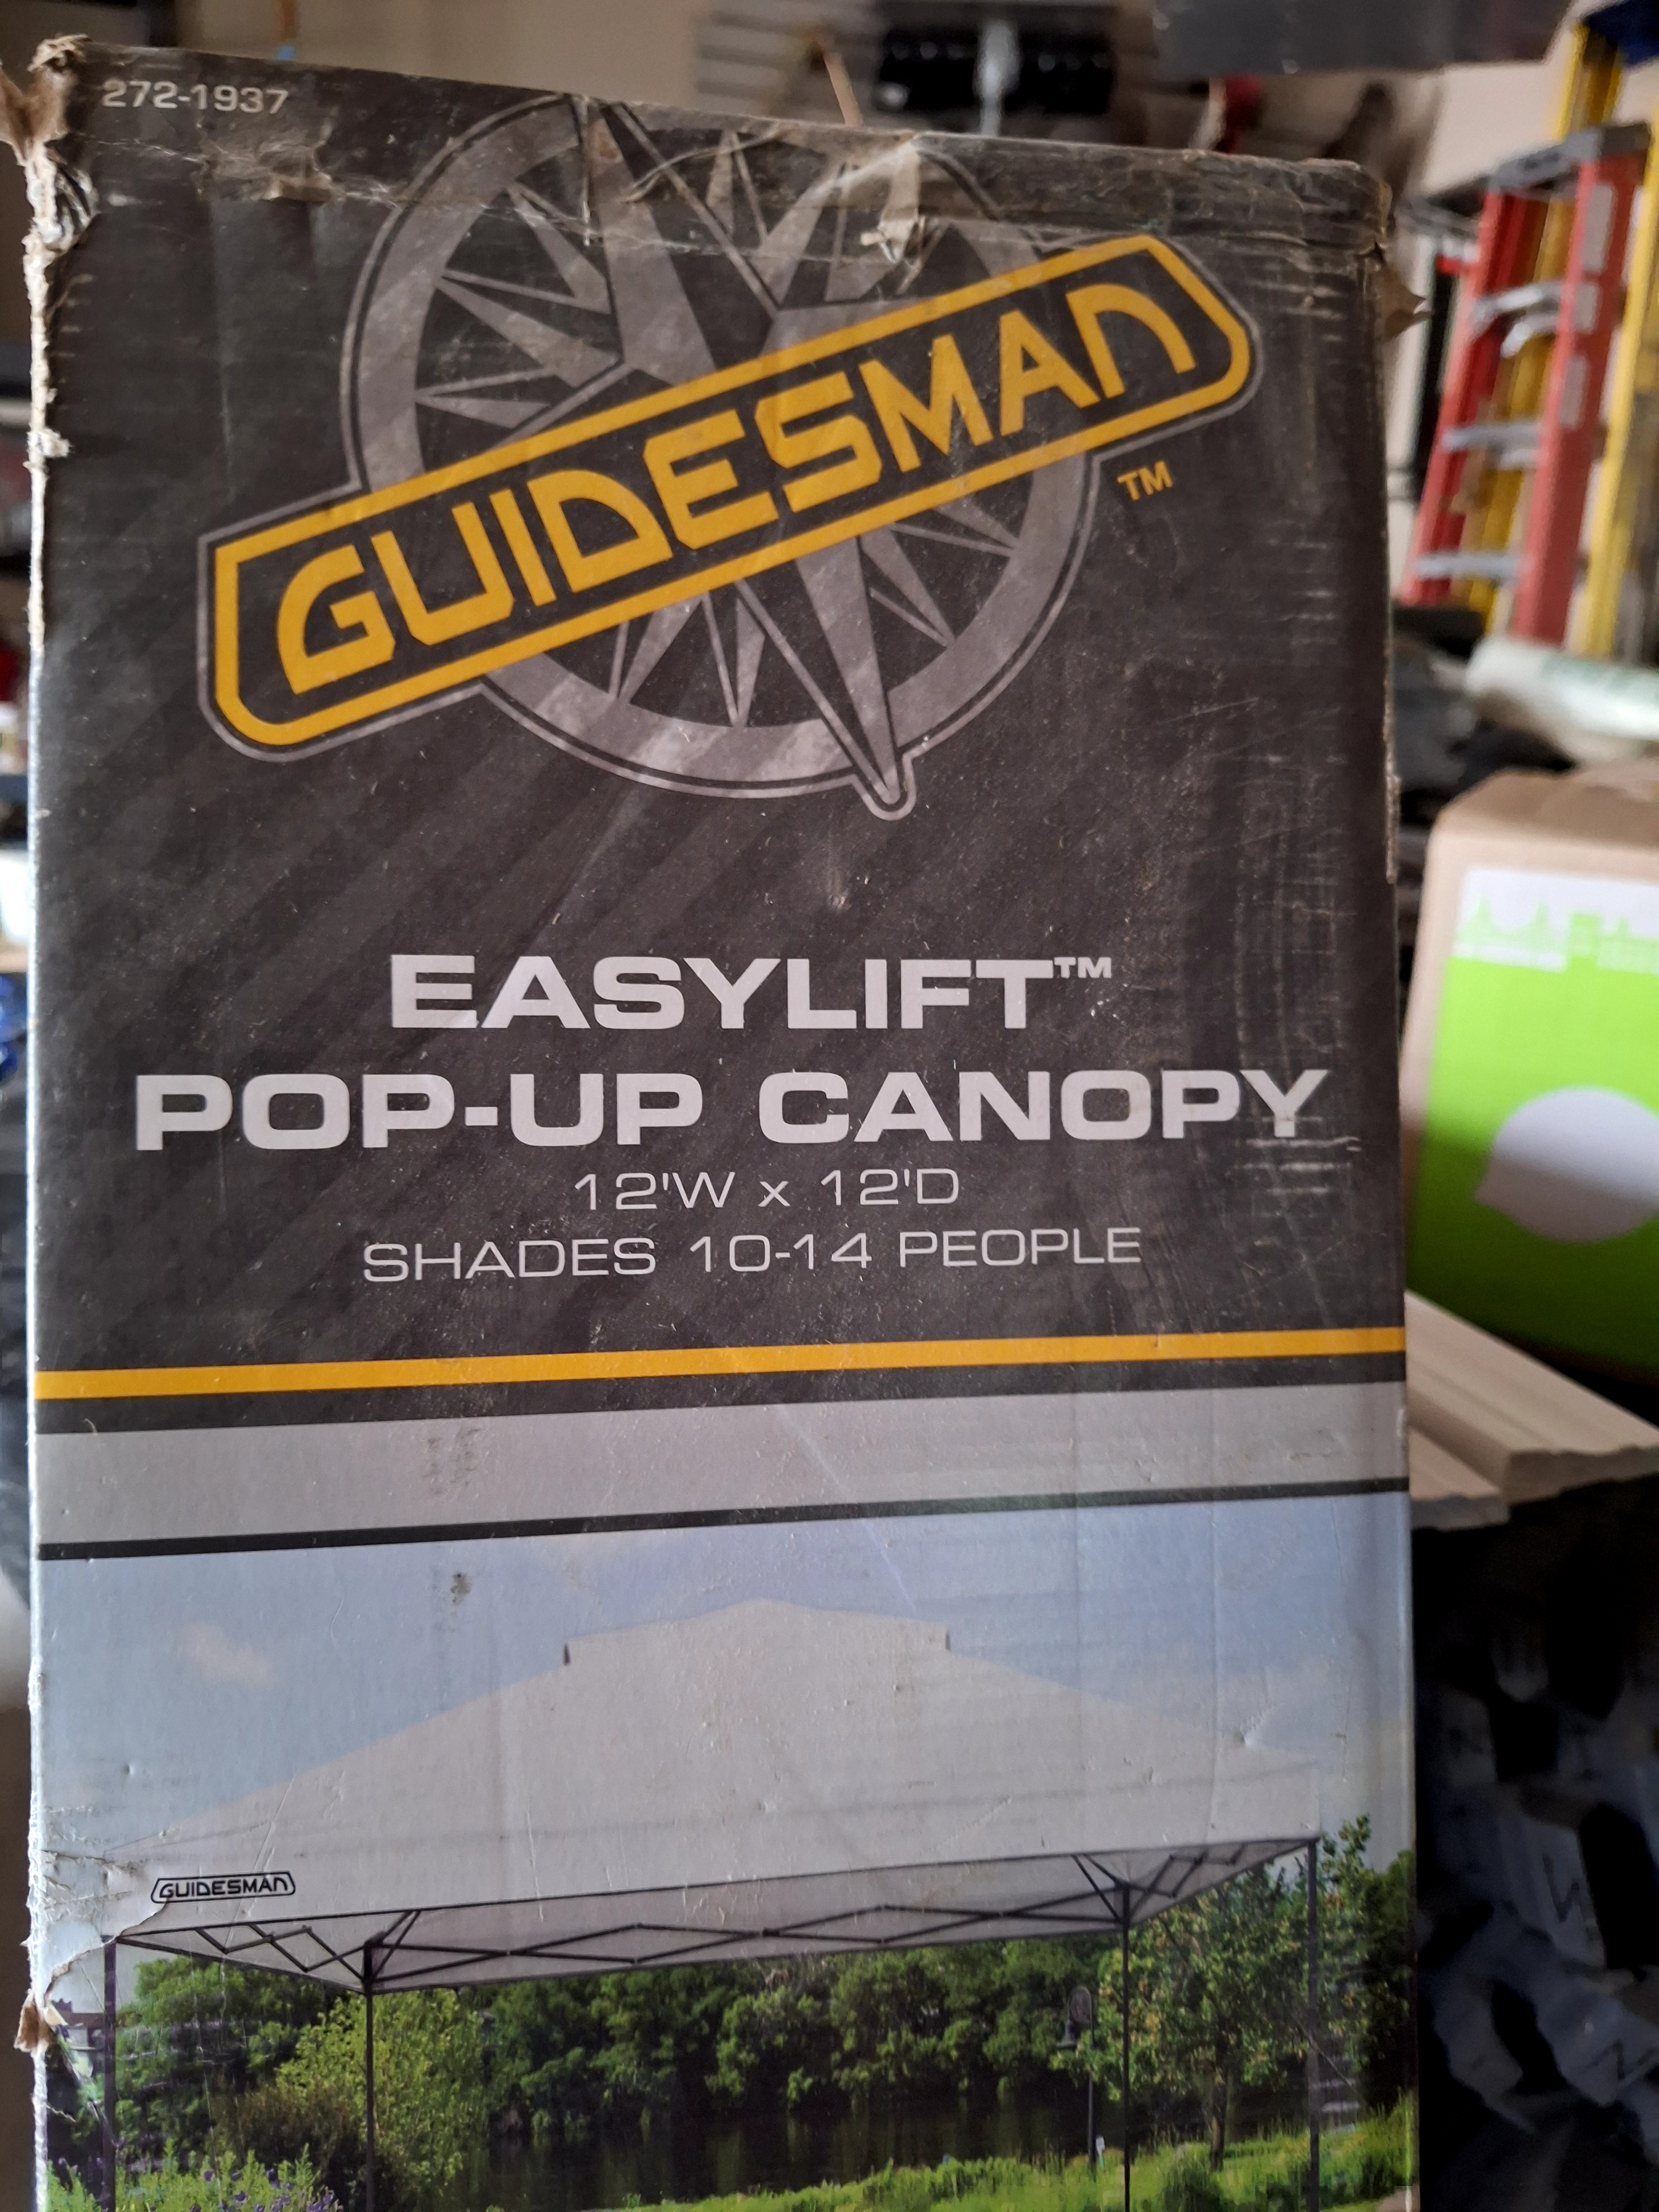 272-1937
GUIDESMAN
TM
EASYLIFT™
POP-UP CANOPY
12'W x 12'D
SHADES 10-14 PEOPLE
GUIDESMAN